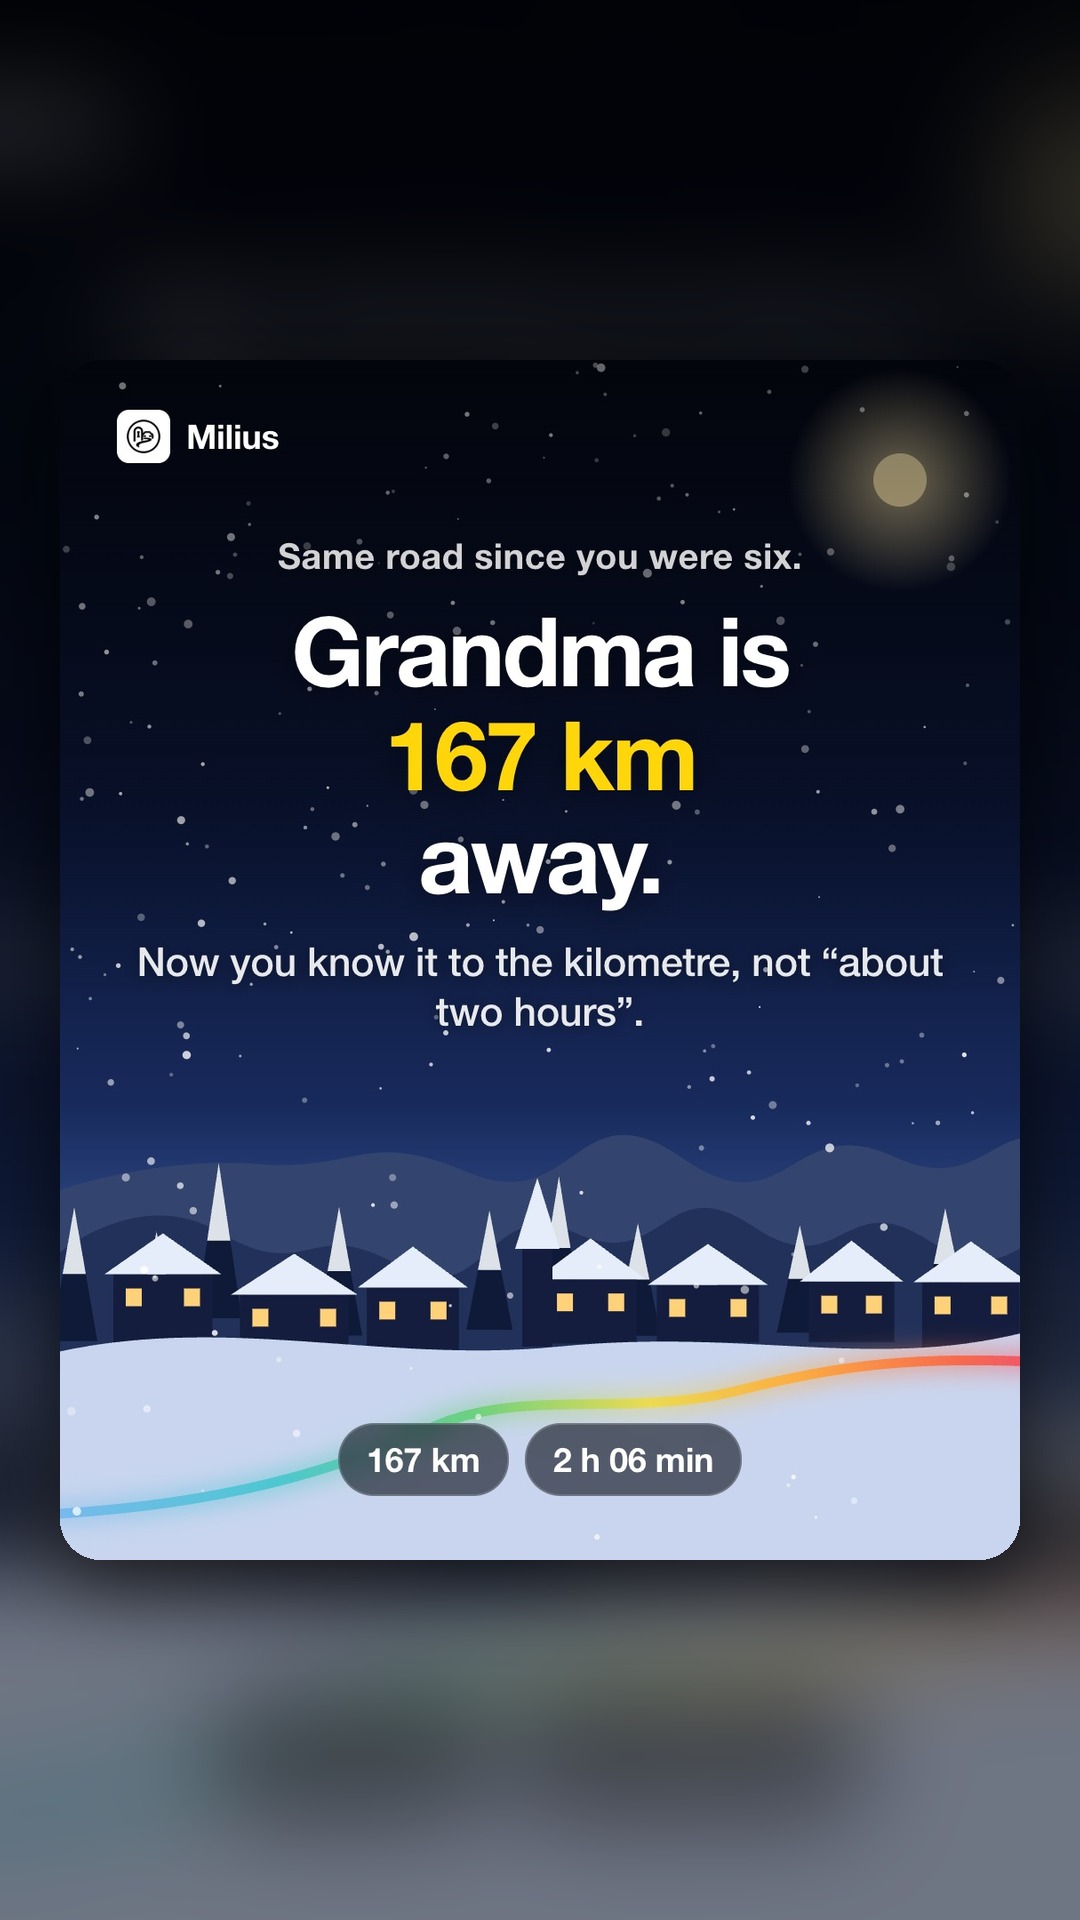 Milius
Same road since you were six.
Grandma is
167 km
away.
Now you know it to the kilometre, not “about
two hours”.
167 km
2 h 06 min